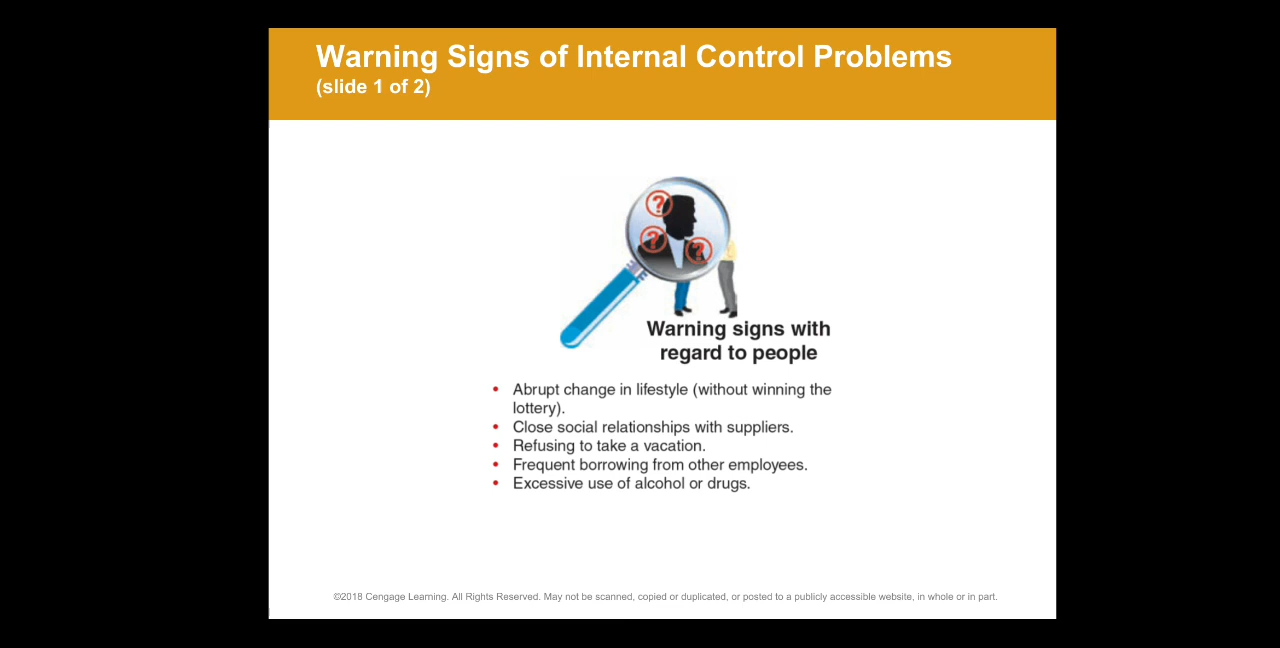 Warning Signs of Internal Control Problems
(slide 1 of 2)
? ? ?
Warning signs with
regard to people
• Abrupt change in lifestyle (without winning the
lottery).
• Close social relationships with suppliers.
• Refusing to take a vacation.
• Frequent borrowing from other employees.
• Excessive use of alcohol or drugs.
©2018 Cengage Learning. All Rights Reserved. May not be scanned, copied or duplicated, or posted to a publicly accessible website, in whole or in part.